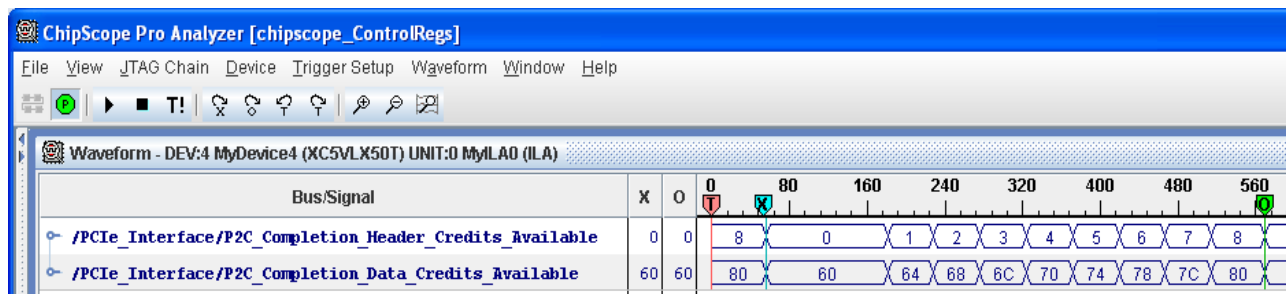 ChipScope Pro Analyzer [chipscope_ControlRegs]
File View JTAG Chain Device Trigger Setup Waveform Window Help
P T! X O T
Waveform - DEV:4 MyDevice4 (XC5VLX50T) UNIT:0 MyILA0 (ILA)
Bus/Signal X O 0 80 160 240 320 400 480 560
T X O
/PCIe_Interface/P2C_Completion_Header_Credits_Available 0 0 8 0 1 2 3 4 5 6 7 8
/PCIe_Interface/P2C_Completion_Data_Credits_Available 60 60 80 60 64 68 6C 70 74 78 7C 80